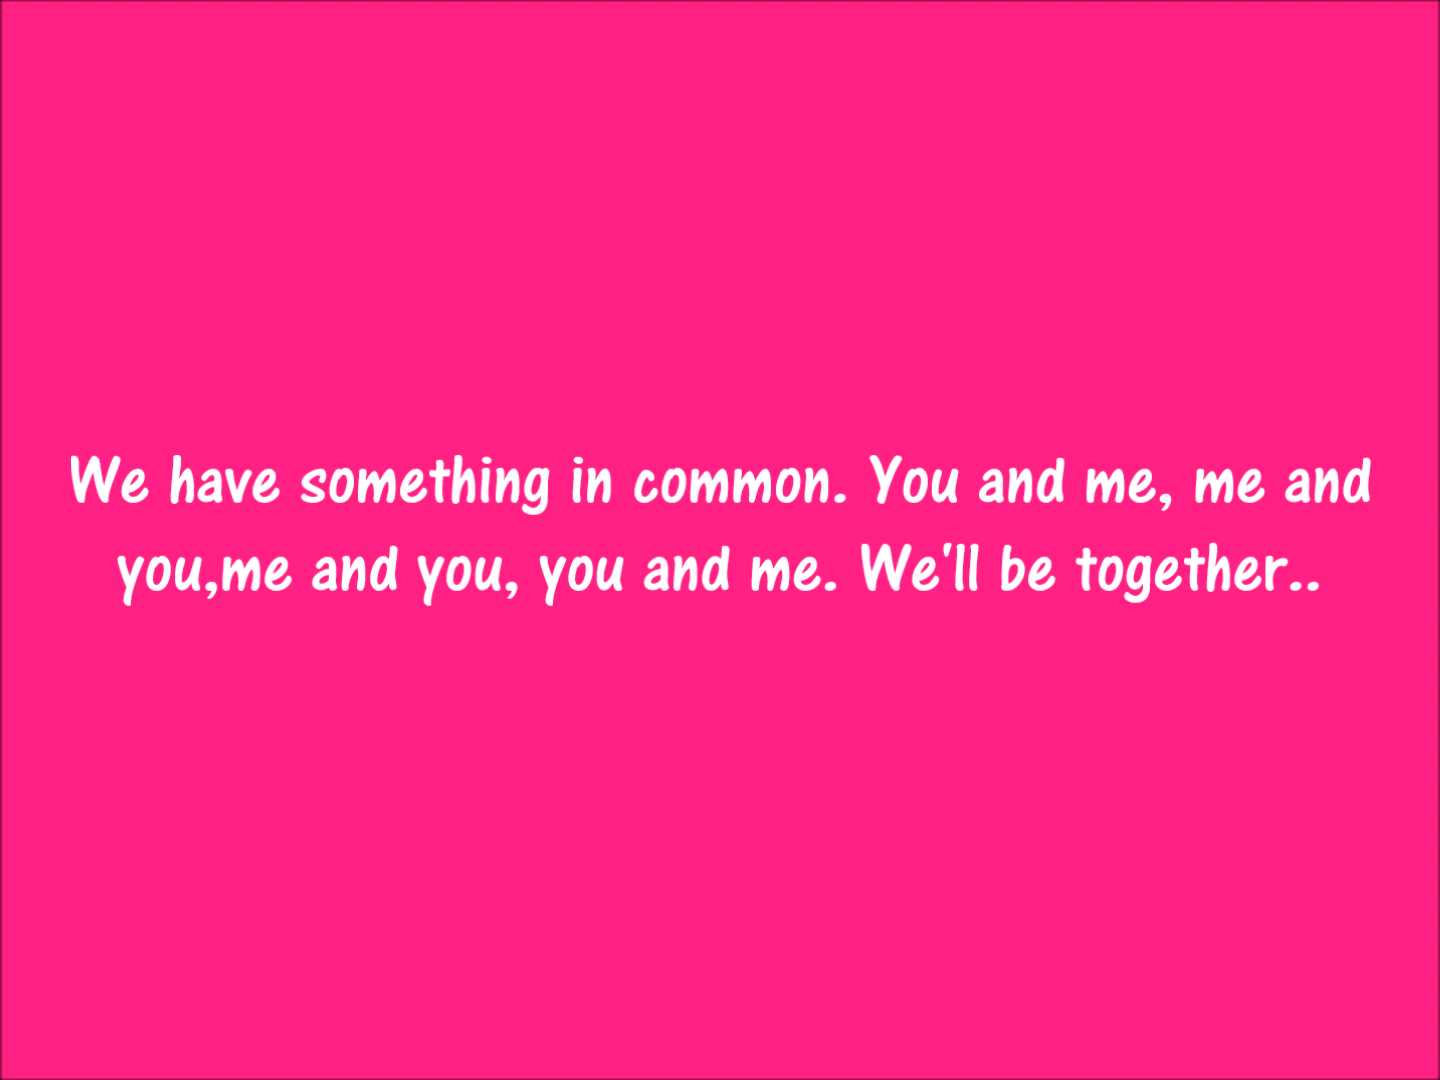 We have something in common. You and me, me and
you,me and you, you and me. We'll be together..